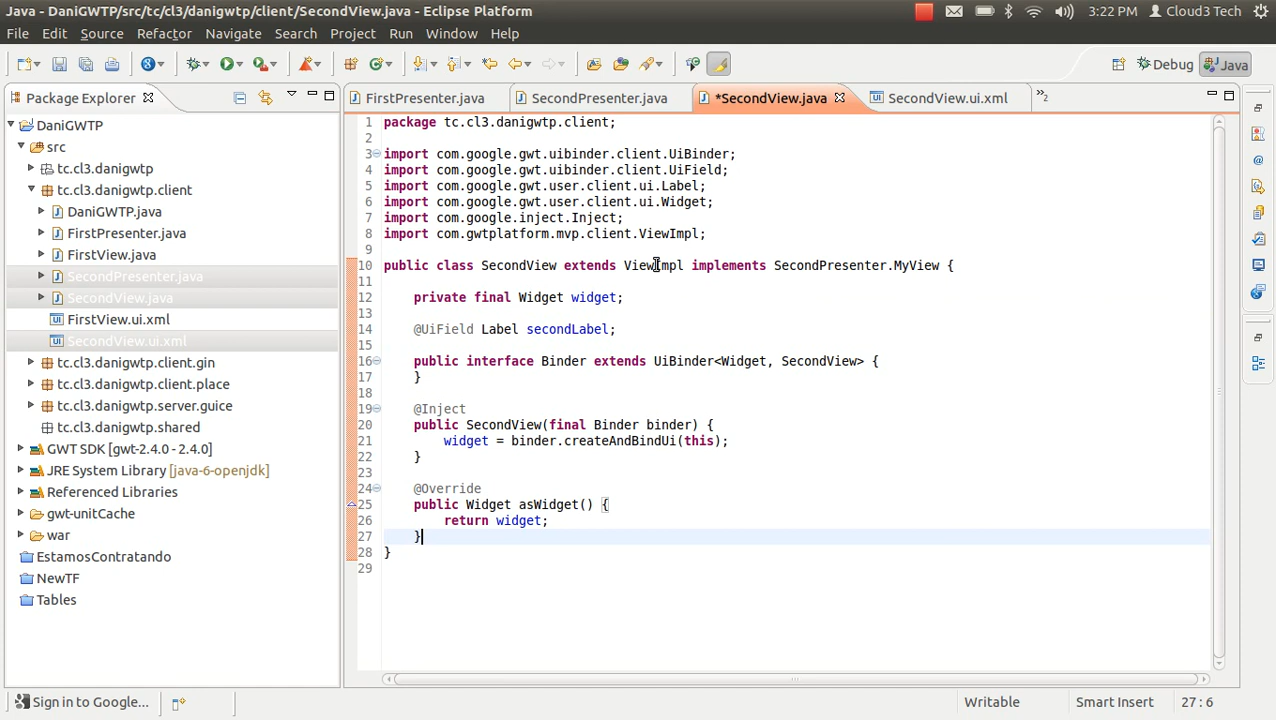 Java - DaniGWTP/src/tc/cl3/danigwtp/client/SecondView.java - Eclipse Platform
3:22 PM
Cloud3 Tech
File Edit Source Refactor Navigate Search Project Run Window Help
Debug
Java
Package Explorer
FirstPresenter.java
SecondPresenter.java
*SecondView.java
SecondView.ui.xml
»2
DaniGWTP
src
tc.cl3.danigwtp
tc.cl3.danigwtp.client
DaniGWTP.java
FirstPresenter.java
FirstView.java
SecondPresenter.java
SecondView.java
FirstView.ui.xml
SecondView.ui.xml
tc.cl3.danigwtp.client.gin
tc.cl3.danigwtp.client.place
tc.cl3.danigwtp.server.guice
tc.cl3.danigwtp.shared
GWT SDK [gwt-2.4.0 - 2.4.0]
JRE System Library [java-6-openjdk]
Referenced Libraries
gwt-unitCache
war
EstamosContratando
NewTF
Tables
1 package tc.cl3.danigwtp.client;
2
3 import com.google.gwt.uibinder.client.UiBinder;
4 import com.google.gwt.uibinder.client.UiField;
5 import com.google.gwt.user.client.ui.Label;
6 import com.google.gwt.user.client.ui.Widget;
7 import com.google.inject.Inject;
8 import com.gwtplatform.mvp.client.ViewImpl;
9
10 public class SecondView extends ViewImpl implements SecondPresenter.MyView {
11
12 private final Widget widget;
13
14 @UiField Label secondLabel;
15
16 public interface Binder extends UiBinder<Widget, SecondView> {
17 }
18
19 @Inject
20 public SecondView(final Binder binder) {
21 widget = binder.createAndBindUi(this);
22 }
23
24 @Override
25 public Widget asWidget() {
26 return widget;
27 }
28 }
29
Sign in to Google...
Writable
Smart Insert
27 : 6